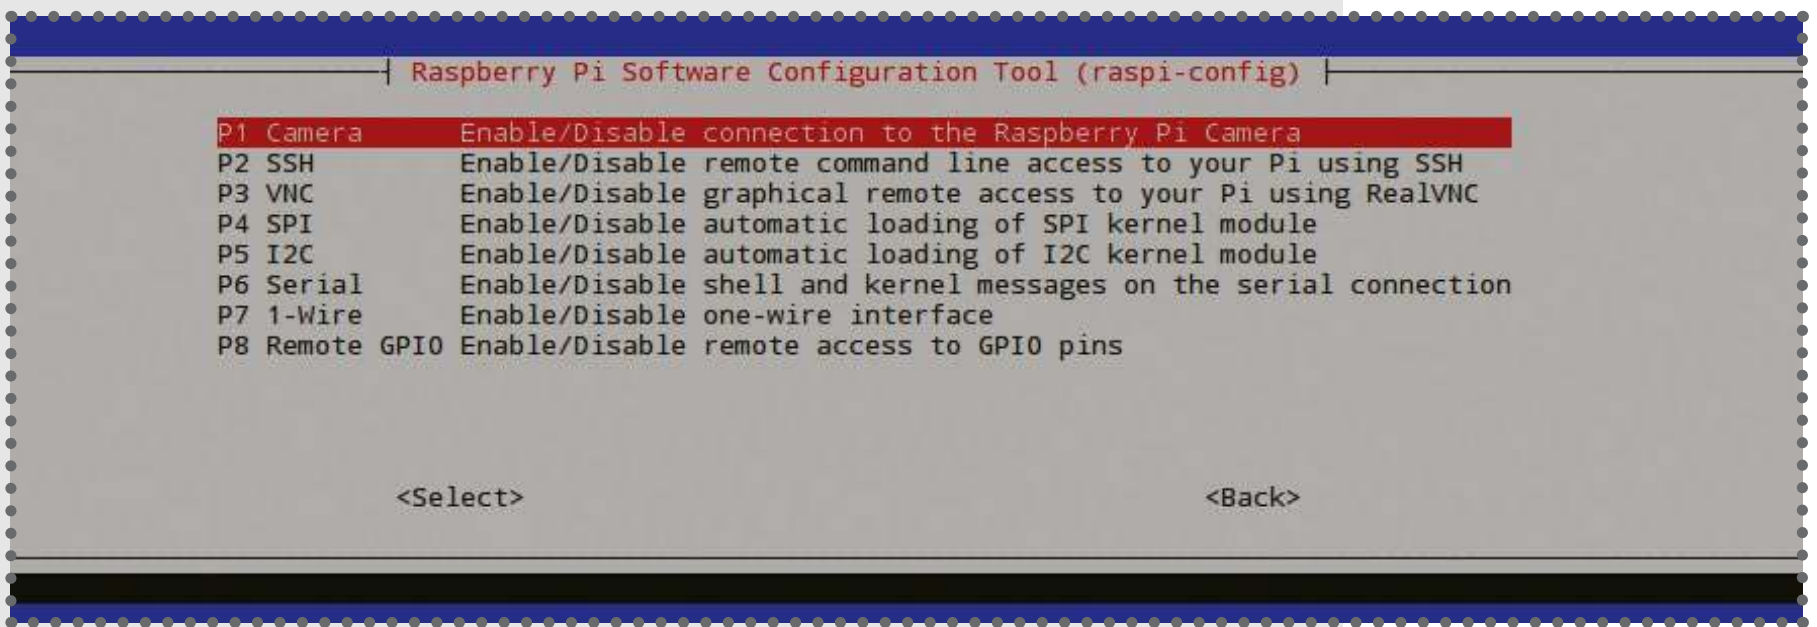 Raspberry Pi Software Configuration Tool (raspi-config)
P1 Camera Enable/Disable connection to the Raspberry Pi Camera
P2 SSH Enable/Disable remote command line access to your Pi using SSH
P3 VNC Enable/Disable graphical remote access to your Pi using RealVNC
P4 SPI Enable/Disable automatic loading of SPI kernel module
P5 I2C Enable/Disable automatic loading of I2C kernel module
P6 Serial Enable/Disable shell and kernel messages on the serial connection
P7 1-Wire Enable/Disable one-wire interface
P8 Remote GPIO Enable/Disable remote access to GPIO pins
<Select> <Back>